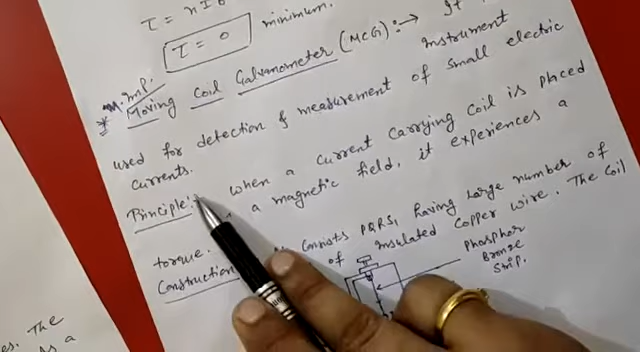 τ = nIB
τ = 0 minimum.
* M. Imp. Moving Coil Galvanometer (MCG) :→ It
instrument
used for detection & measurement of small electric
currents.
Principle :- When a current carrying coil is placed
a magnetic field, it experiences a
torque.
Construction consists PQRS, having large number of
of insulated copper wire. The coil
Phosphor
Bronze
Strip.
es. The
as a